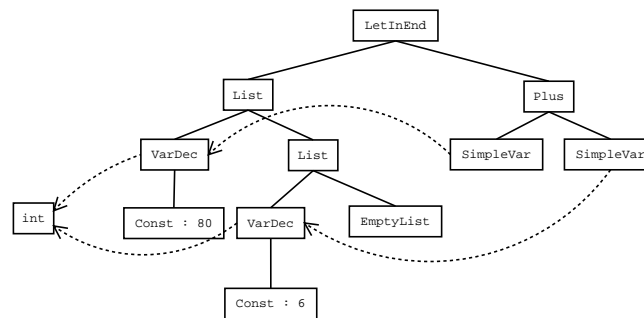 LetInEnd
List
Plus
VarDec
List
SimpleVar
SimpleVar
int
Const : 80
VarDec
EmptyList
Const : 6